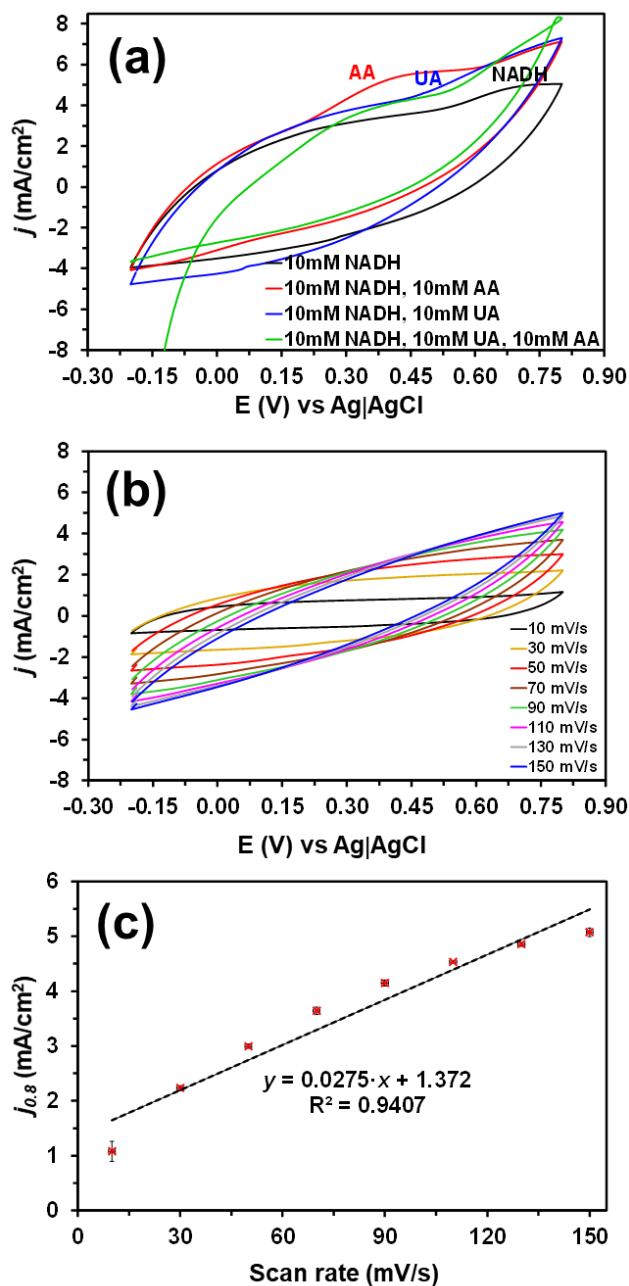 (a)
AA
UA
NADH
10mM NADH
10mM NADH, 10mM AA
10mM NADH, 10mM UA
10mM NADH, 10mM UA, 10mM AA
8
6
4
2
0
-2
-4
-6
-8
j (mA/cm²)
-0.30 -0.15 0.00 0.15 0.30 0.45 0.60 0.75 0.90
E (V) vs Ag|AgCl
(b)
8
6
4
2
0
-2
-4
-6
-8
j (mA/cm²)
10 mV/s
30 mV/s
50 mV/s
70 mV/s
90 mV/s
110 mV/s
130 mV/s
150 mV/s
-0.30 -0.15 0.00 0.15 0.30 0.45 0.60 0.75 0.90
E (V) vs Ag|AgCl
(c)
6
5
4
3
2
1
0
j0.8 (mA/cm²)
y = 0.0275·x + 1.372
R² = 0.9407
0 30 60 90 120 150
Scan rate (mV/s)